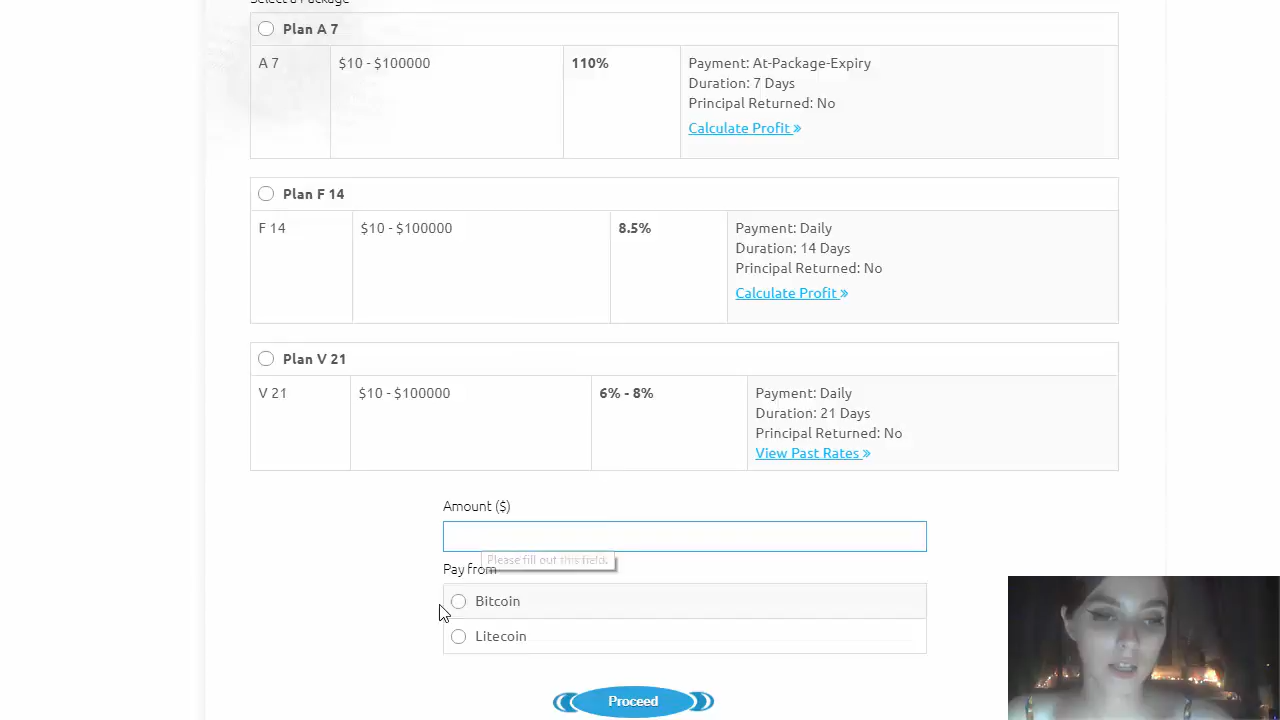 Select a Package
Plan A 7
A 7 $10 - $100000 110% Payment: At-Package-Expiry
Duration: 7 Days
Principal Returned: No
Calculate Profit »
Plan F 14
F 14 $10 - $100000 8.5% Payment: Daily
Duration: 14 Days
Principal Returned: No
Calculate Profit »
Plan V 21
V 21 $10 - $100000 6% - 8% Payment: Daily
Duration: 21 Days
Principal Returned: No
View Past Rates »
Amount ($)
Please fill out this field.
Pay from
Bitcoin
Litecoin
Proceed